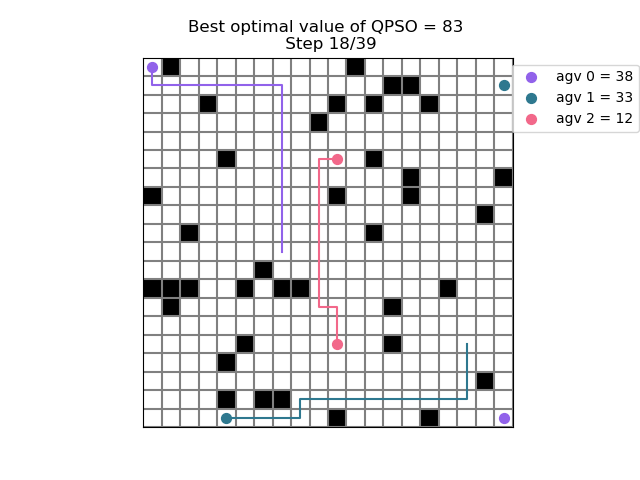 Best optimal value of QPSO = 83
Step 18/39
agv 0 = 38
agv 1 = 33
agv 2 = 12